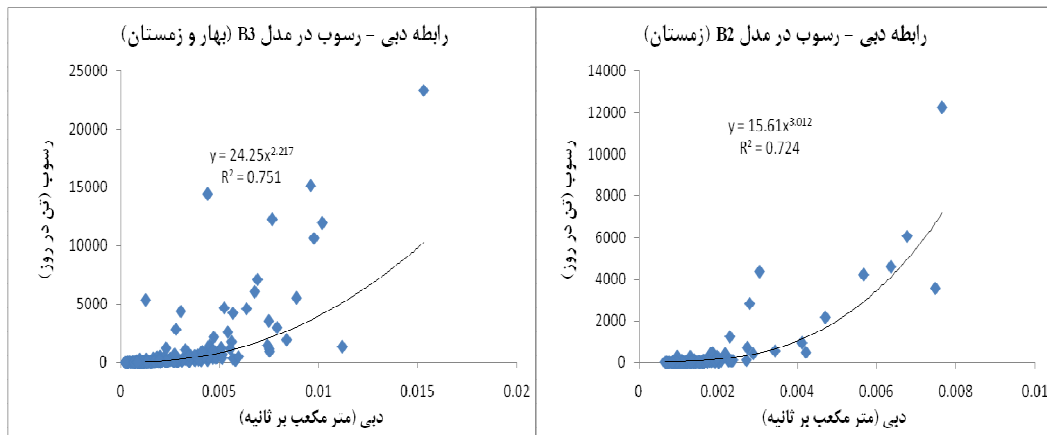 رابطه دبی - رسوب در مدل B3 (بهار و زمستان)
25000
20000
15000
10000
5000
0
y = 24.25x^2.217
R² = 0.751
رسوب (تن در روز)
0
0.005
0.01
0.015
0.02
دبی (متر مکعب بر ثانیه)
رابطه دبی - رسوب در مدل B2 (زمستان)
14000
12000
10000
8000
6000
4000
2000
0
y = 15.61x^3.012
R² = 0.724
رسوب (تن در روز)
0
0.002
0.004
0.006
0.008
0.01
دبی (متر مکعب بر ثانیه)